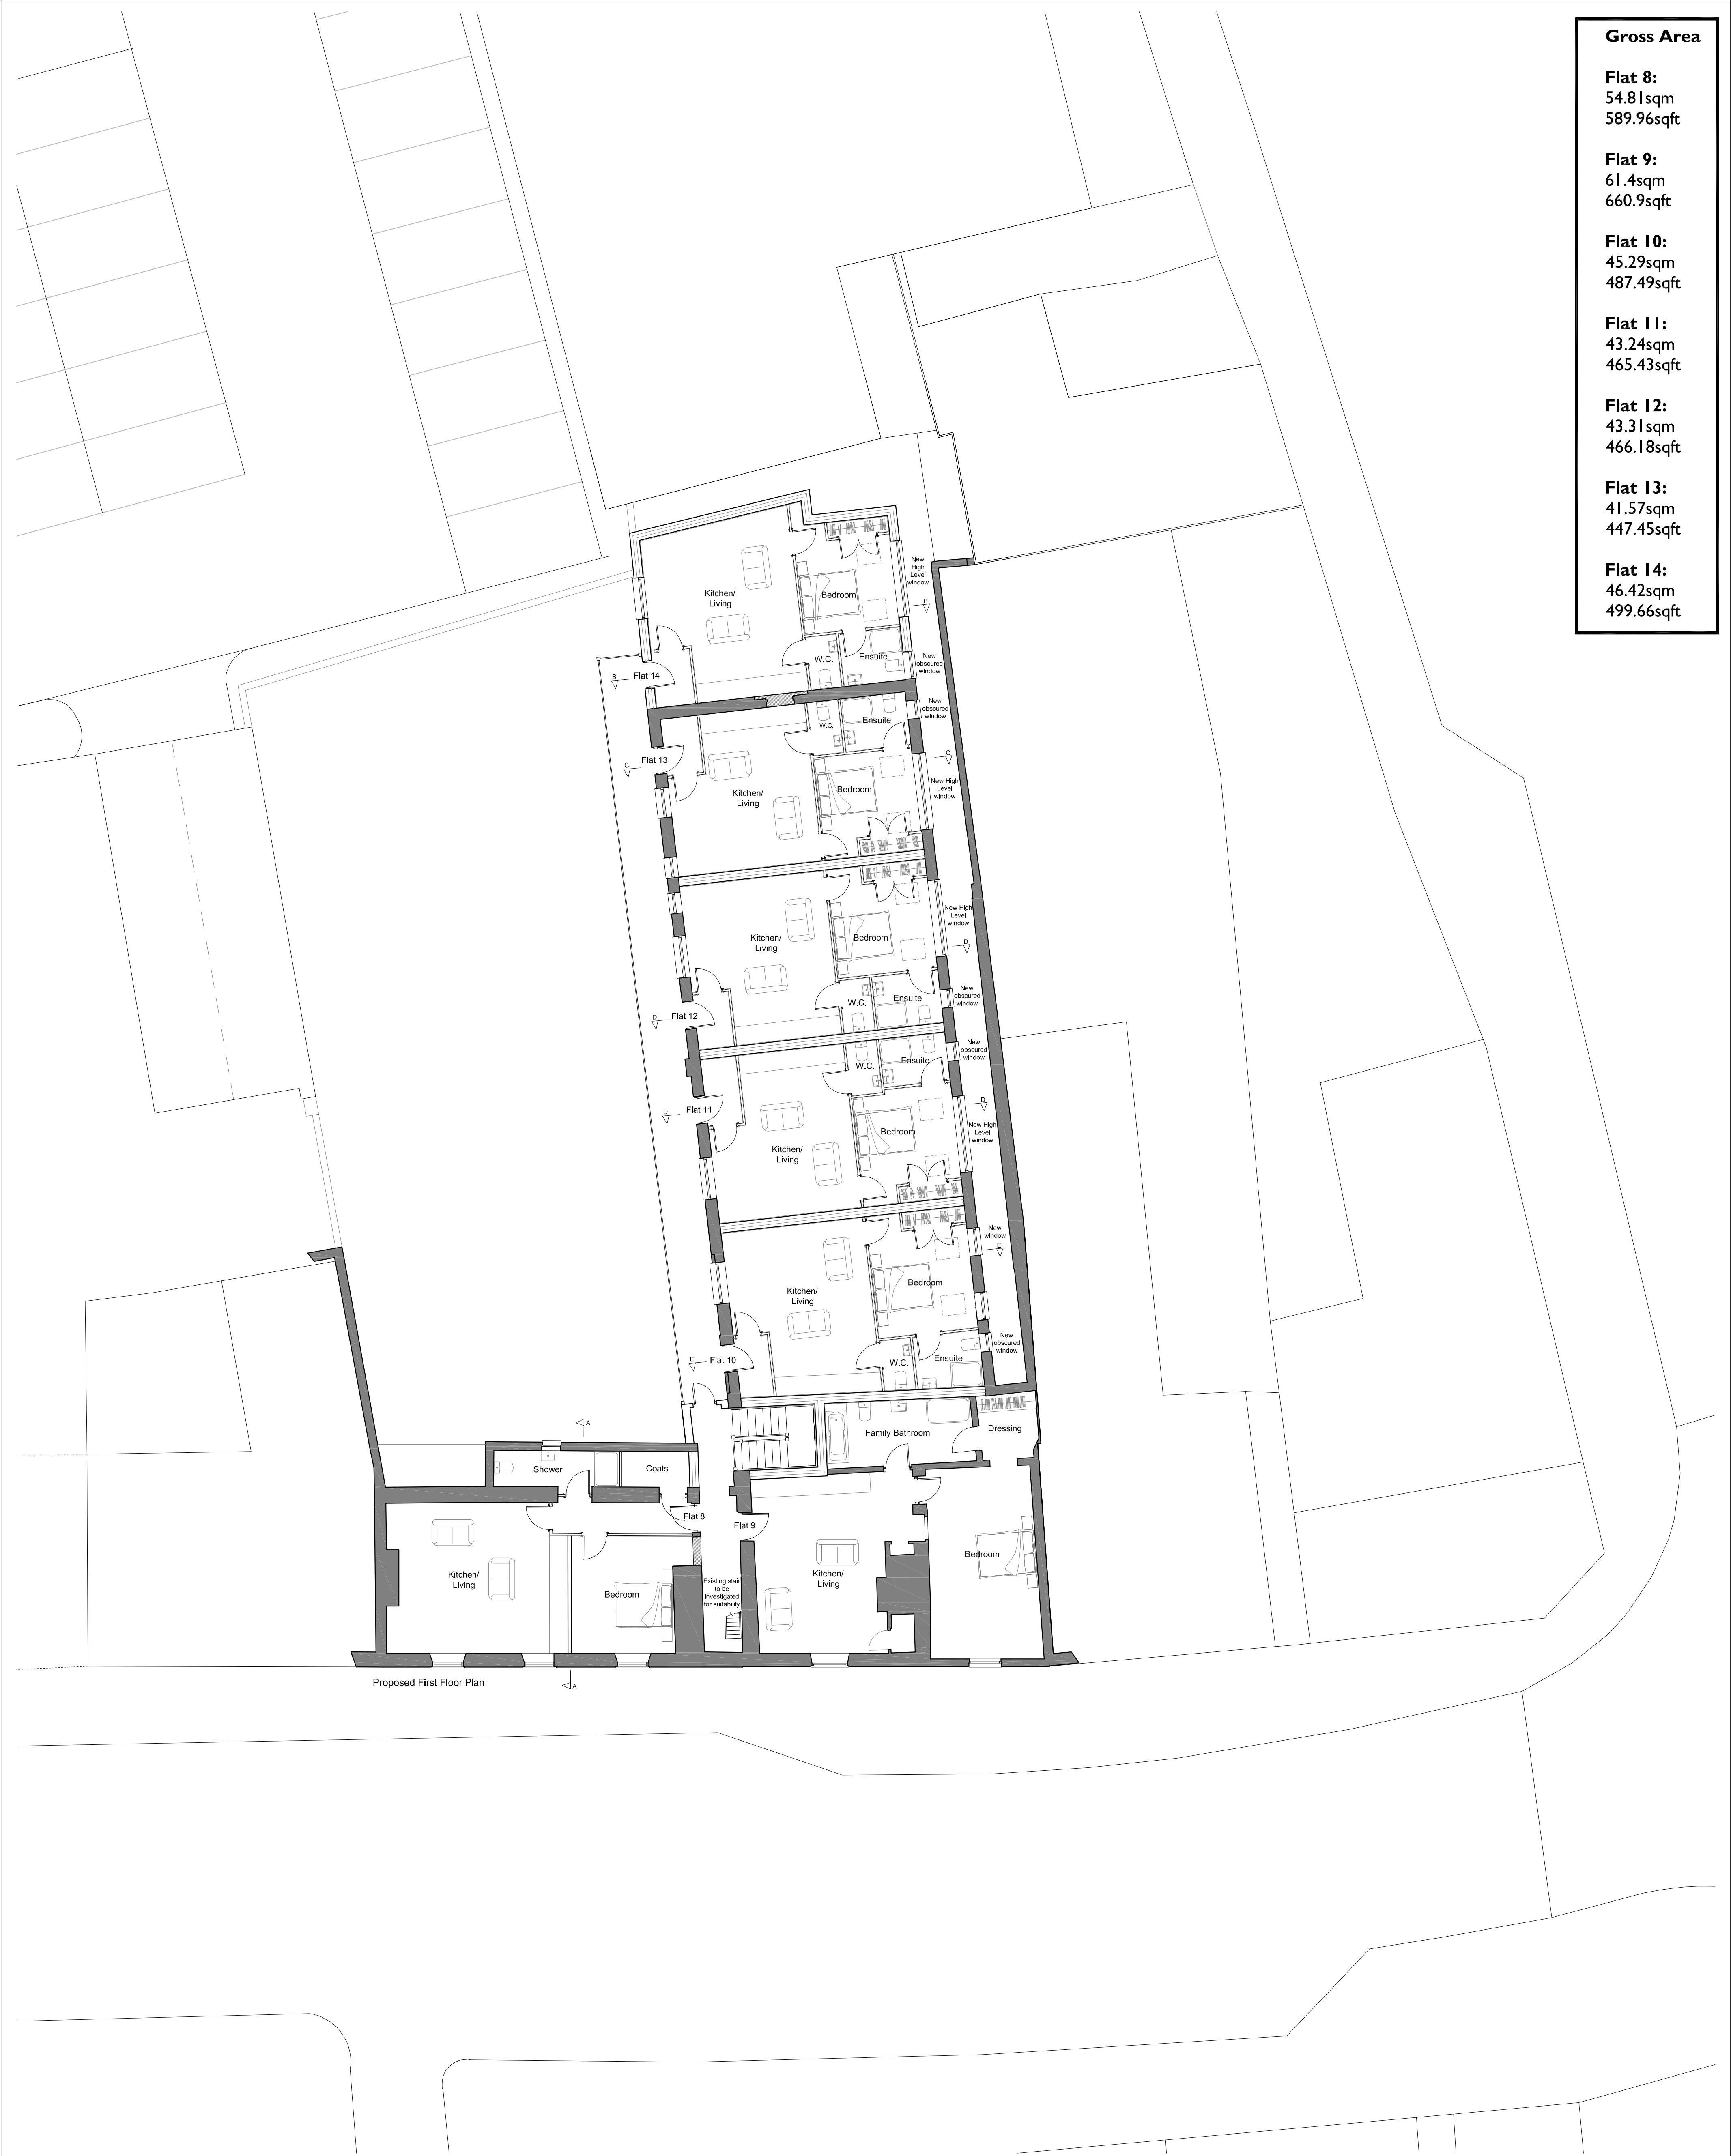 Gross Area
Flat 8:
54.81sqm
589.96sqft
Flat 9:
61.4sqm
660.9sqft
Flat 10:
45.29sqm
487.49sqft
Flat 11:
43.24sqm
465.43sqft
Flat 12:
43.31sqm
466.18sqft
Flat 13:
41.57sqm
447.45sqft
Flat 14:
46.42sqm
499.66sqft
Kitchen/
Living
Bedroom
New
High
Level
window
B
W.C.
Ensuite
New
obscured
window
B
Flat 14
W.C.
Ensuite
New
obscured
window
C
Flat 13
C
Kitchen/
Living
Bedroom
New High
Level
window
Kitchen/
Living
Bedroom
New High
Level
window
D
W.C.
Ensuite
New
obscured
window
D
Flat 12
W.C.
Ensuite
New
obscured
window
D
Flat 11
D
Kitchen/
Living
Bedroom
New High
Level
window
New
window
E
Kitchen/
Living
Bedroom
E
Flat 10
W.C.
Ensuite
New
obscured
window
A
Family Bathroom
Dressing
Shower
Coats
Flat 8
Flat 9
Kitchen/
Living
Bedroom
Existing stair
to be
investigated
for suitability
Kitchen/
Living
Bedroom
Proposed First Floor Plan
A